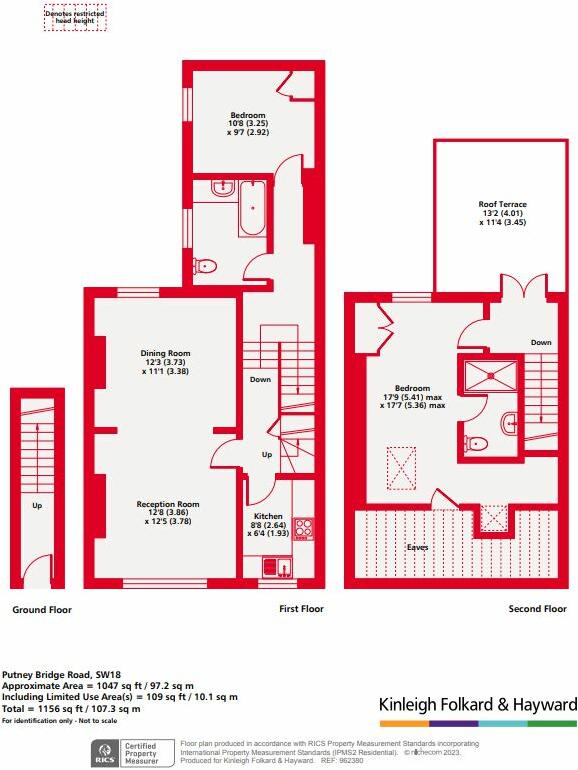 Denotes restricted
head height
Bedroom
10'8 (3.25)
x 9'7 (2.92)
Roof Terrace
13'2 (4.01)
x 11'4 (3.45)
Dining Room
12'3 (3.73)
x 11'1 (3.38)
Down
Down
Bedroom
17'9 (5.41) max
x 17'7 (5.36) max
Up
Up
Reception Room
12'8 (3.86)
x 12'5 (3.78)
Kitchen
8'8 (2.64)
x 6'4 (1.93)
Eaves
Ground Floor
First Floor
Second Floor
Putney Bridge Road, SW18
Approximate Area = 1047 sq ft / 97.2 sq m
Including Limited Use Area(s) = 109 sq ft / 10.1 sq m
Total = 1156 sq ft / 107.3 sq m
For identification only - Not to scale
Kinleigh Folkard & Hayward
RICS
Certified
Property
Measurer
Floor plan produced in accordance with RICS Property Measurement Standards incorporating
International Property Measurement Standards (IPMS2 Residential). © nichecom 2023.
Produced for Kinleigh Folkard & Hayward. REF: 962380